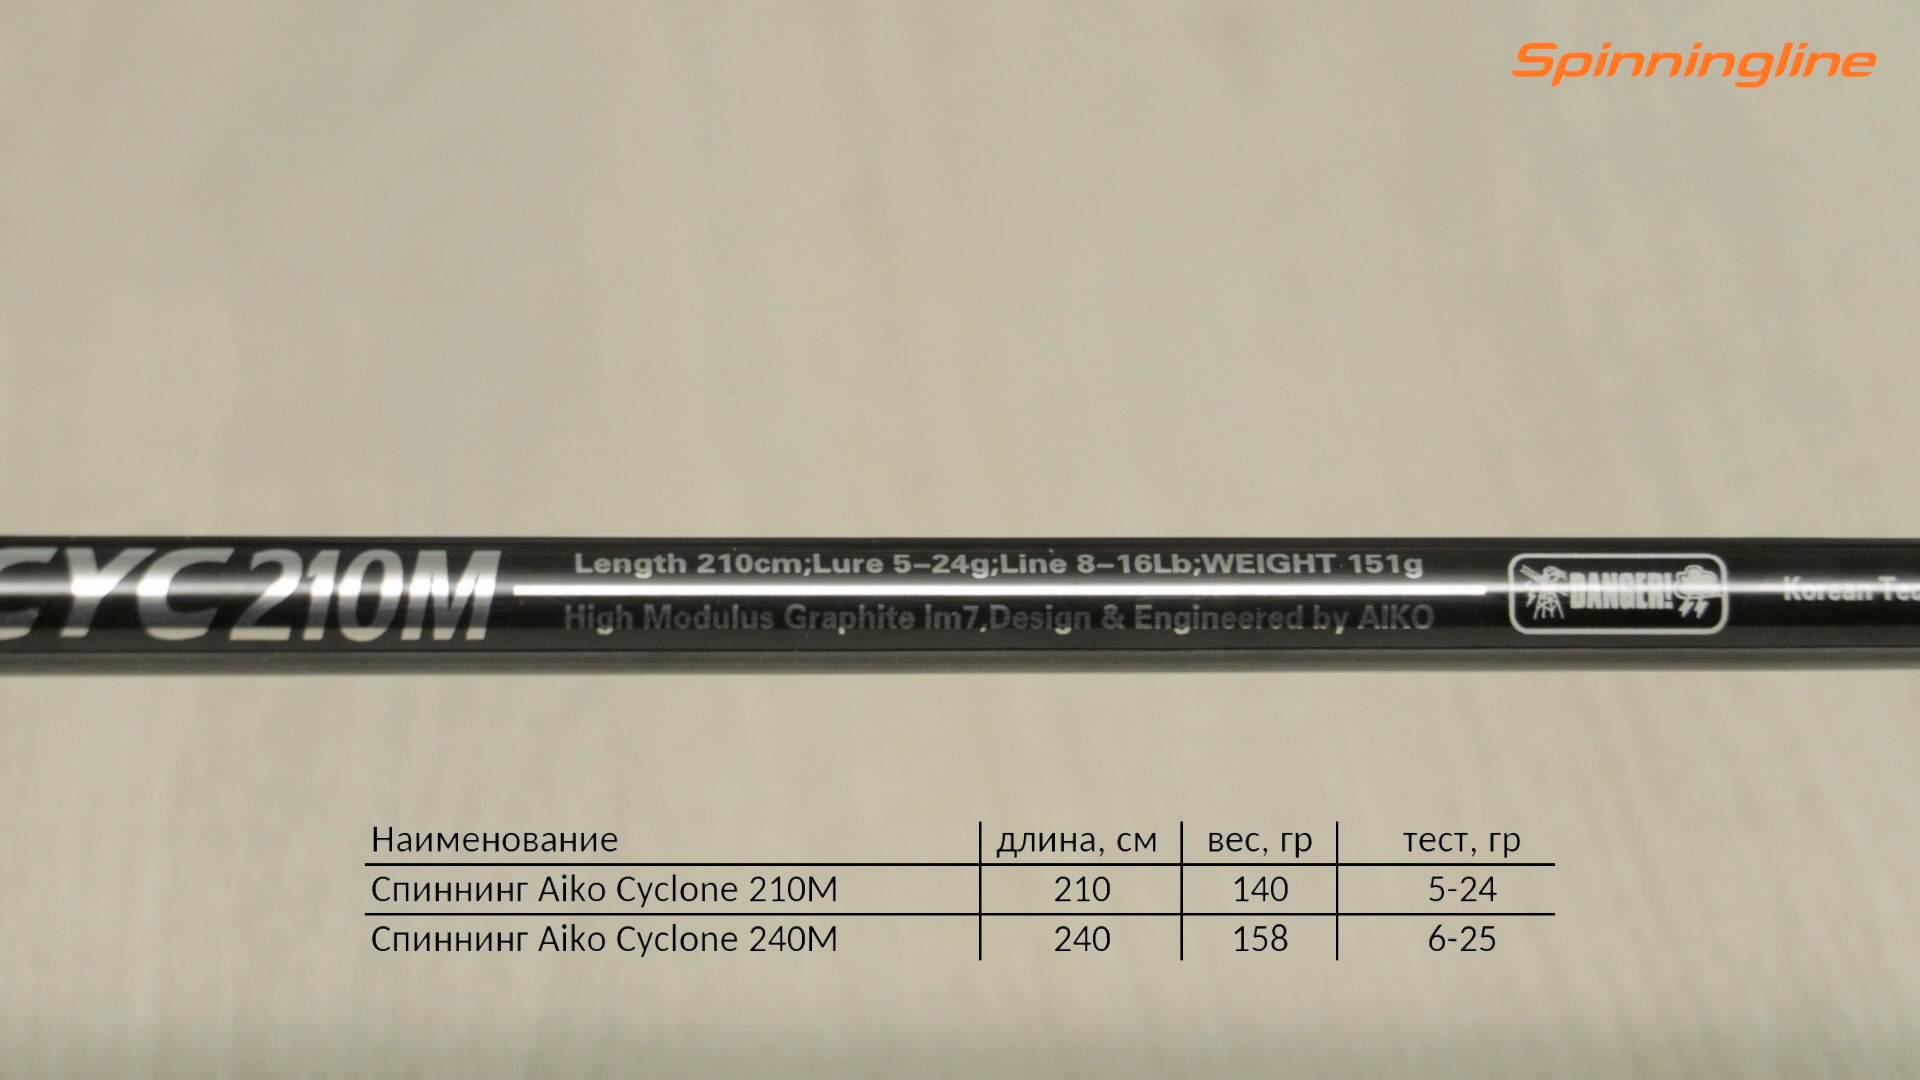 Spinningline
CYC210M
Length 210cm;Lure 5–24g;Line 8–16Lb;WEIGHT 151g
High Modulus Graphite Im7,Design & Engineered by AIKO
DANGER!
Korean
Наименование длина, см вес, гр тест, гр
Спиннинг Aiko Cyclone 210M 210 140 5-24
Спиннинг Aiko Cyclone 240M 240 158 6-25